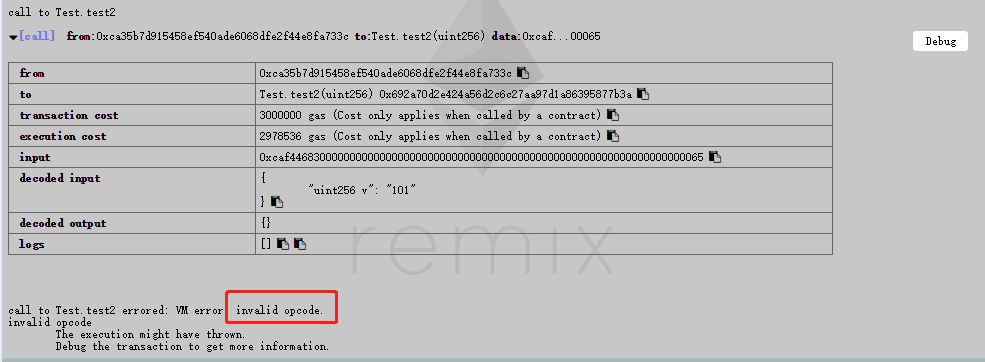 call to Test.test2
[call] from:0xca35b7d915458ef540ade6068dfe2f44e8fa733c to:Test.test2(uint256) data:0xcaf...00065
Debug
from 0xca35b7d915458ef540ade6068dfe2f44e8fa733c
to Test.test2(uint256) 0x692a70d2e424a56d2c6c27aa97d1a86395877b3a
transaction cost 3000000 gas (Cost only applies when called by a contract)
execution cost 2978536 gas (Cost only applies when called by a contract)
input 0xcaf446830000000000000000000000000000000000000000000000000000000000000065
decoded input {
"uint256 v": "101"
}
decoded output {}
logs []
remix
call to Test.test2 errored: VM error invalid opcode.
invalid opcode
The execution might have thrown.
Debug the transaction to get more information.